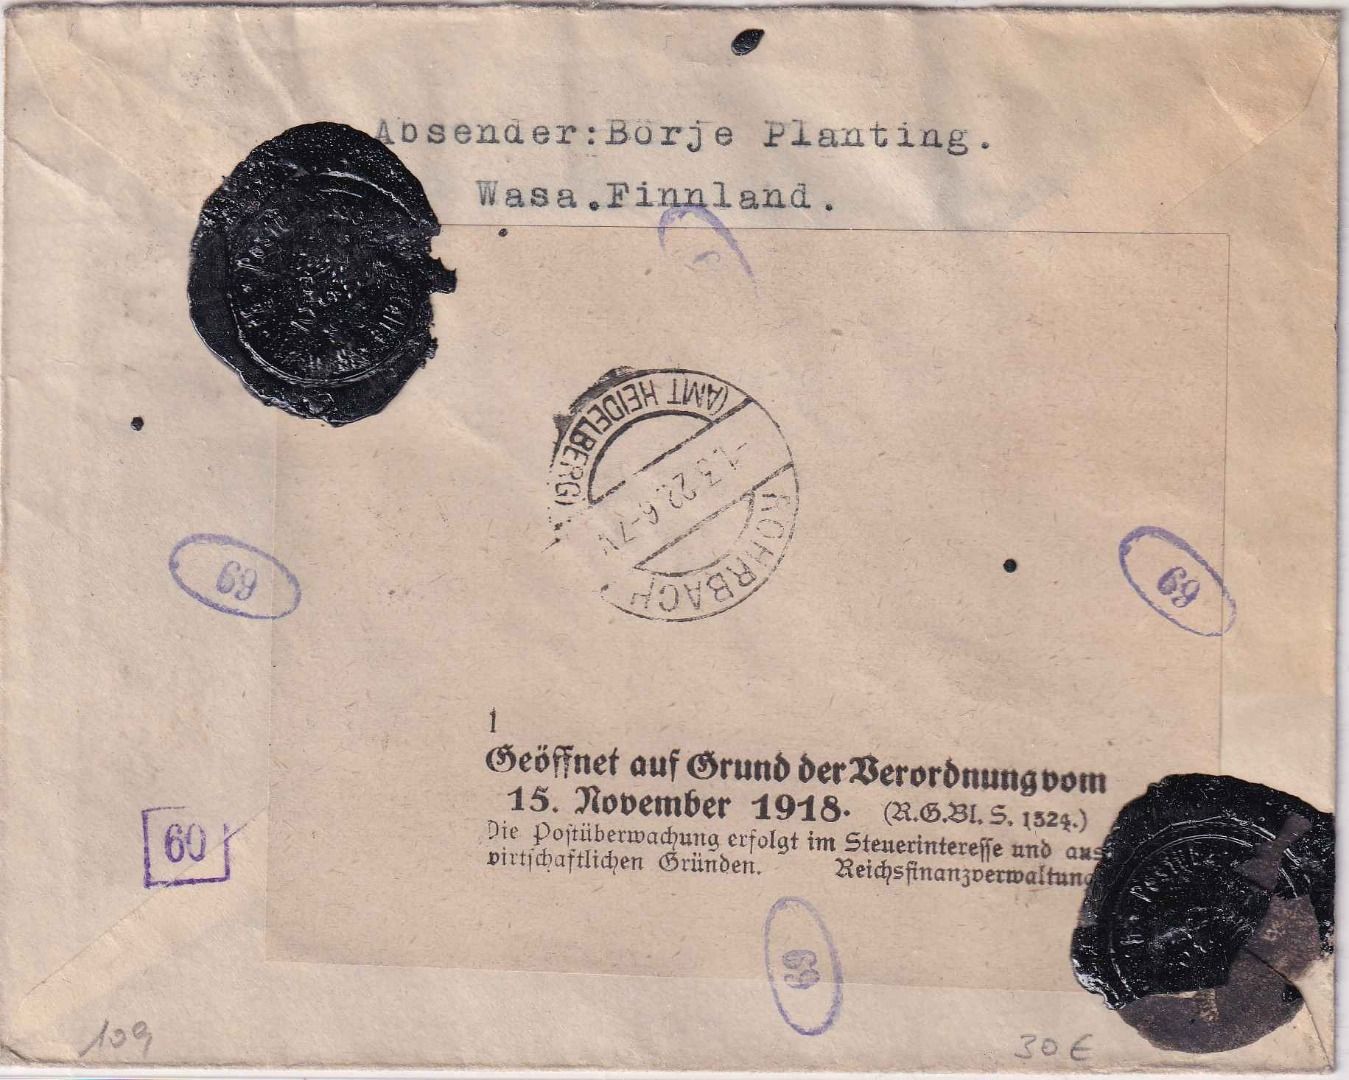 Absender:Börje Planting.
Wasa.Finnland.
(AMT HEIDELBERG)
-1.3.22.6-7V
ROHRBACH
69
69
1
Geöffnet auf Grund der Verordnung vom
15. November 1918. (R.G.Bl. S. 1324.)
Die Postüberwachung erfolgt im Steuerinteresse und aus
wirtschaftlichen Gründen. Reichsfinanzverwaltung
60
69
109
30 €